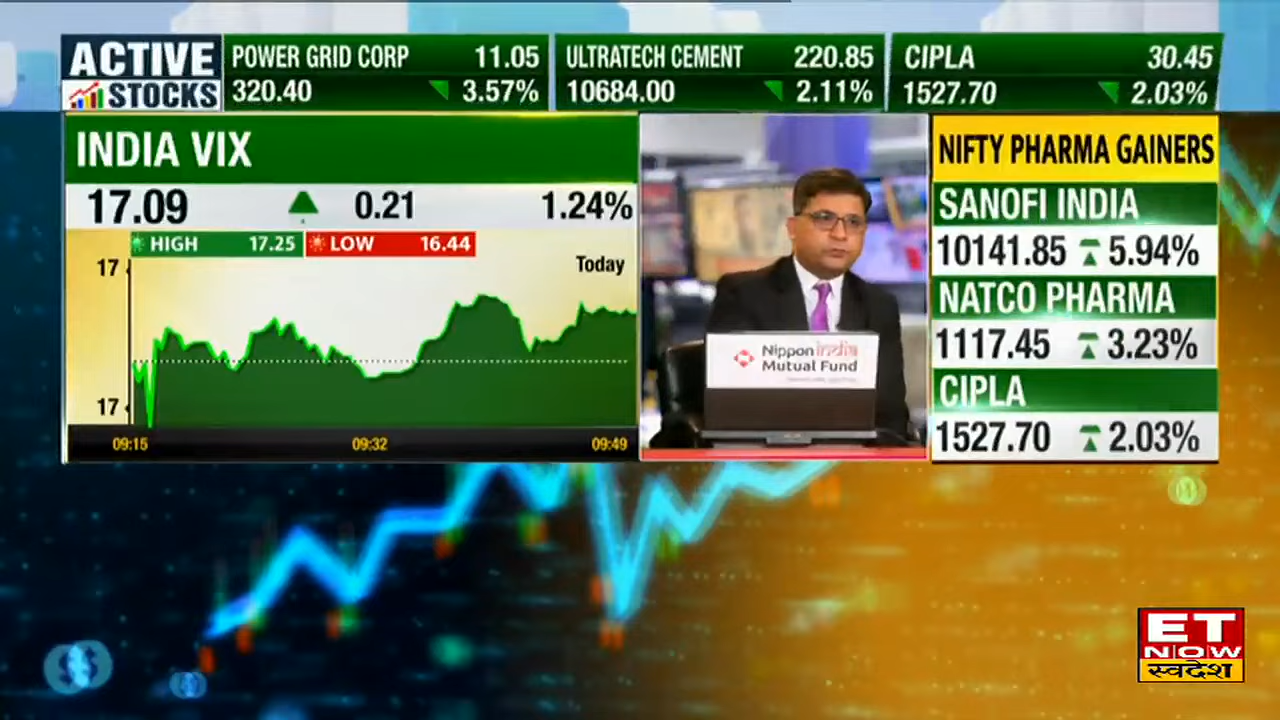 ACTIVE STOCKS
POWER GRID CORP 11.05
320.40 3.57%
ULTRATECH CEMENT 220.85
10684.00 2.11%
CIPLA 30.45
1527.70 2.03%
INDIA VIX
17.09 0.21 1.24%
HIGH 17.25 LOW 16.44
Today
17
17
09:15 09:32 09:49
Nippon india
Mutual Fund
NIFTY PHARMA GAINERS
SANOFI INDIA
10141.85 5.94%
NATCO PHARMA
1117.45 3.23%
CIPLA
1527.70 2.03%
ET
NOW
स्वदेश